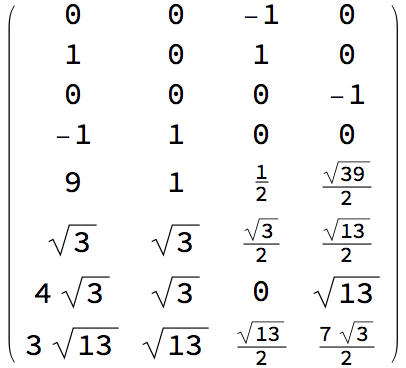 0 0 −1 0
1 0 1 0
0 0 0 −1
−1 1 0 0
9 1 1/2 √39/2
√3 √3 √3/2 √13/2
4√3 √3 0 √13
3√13 √13 √13/2 7√3/2